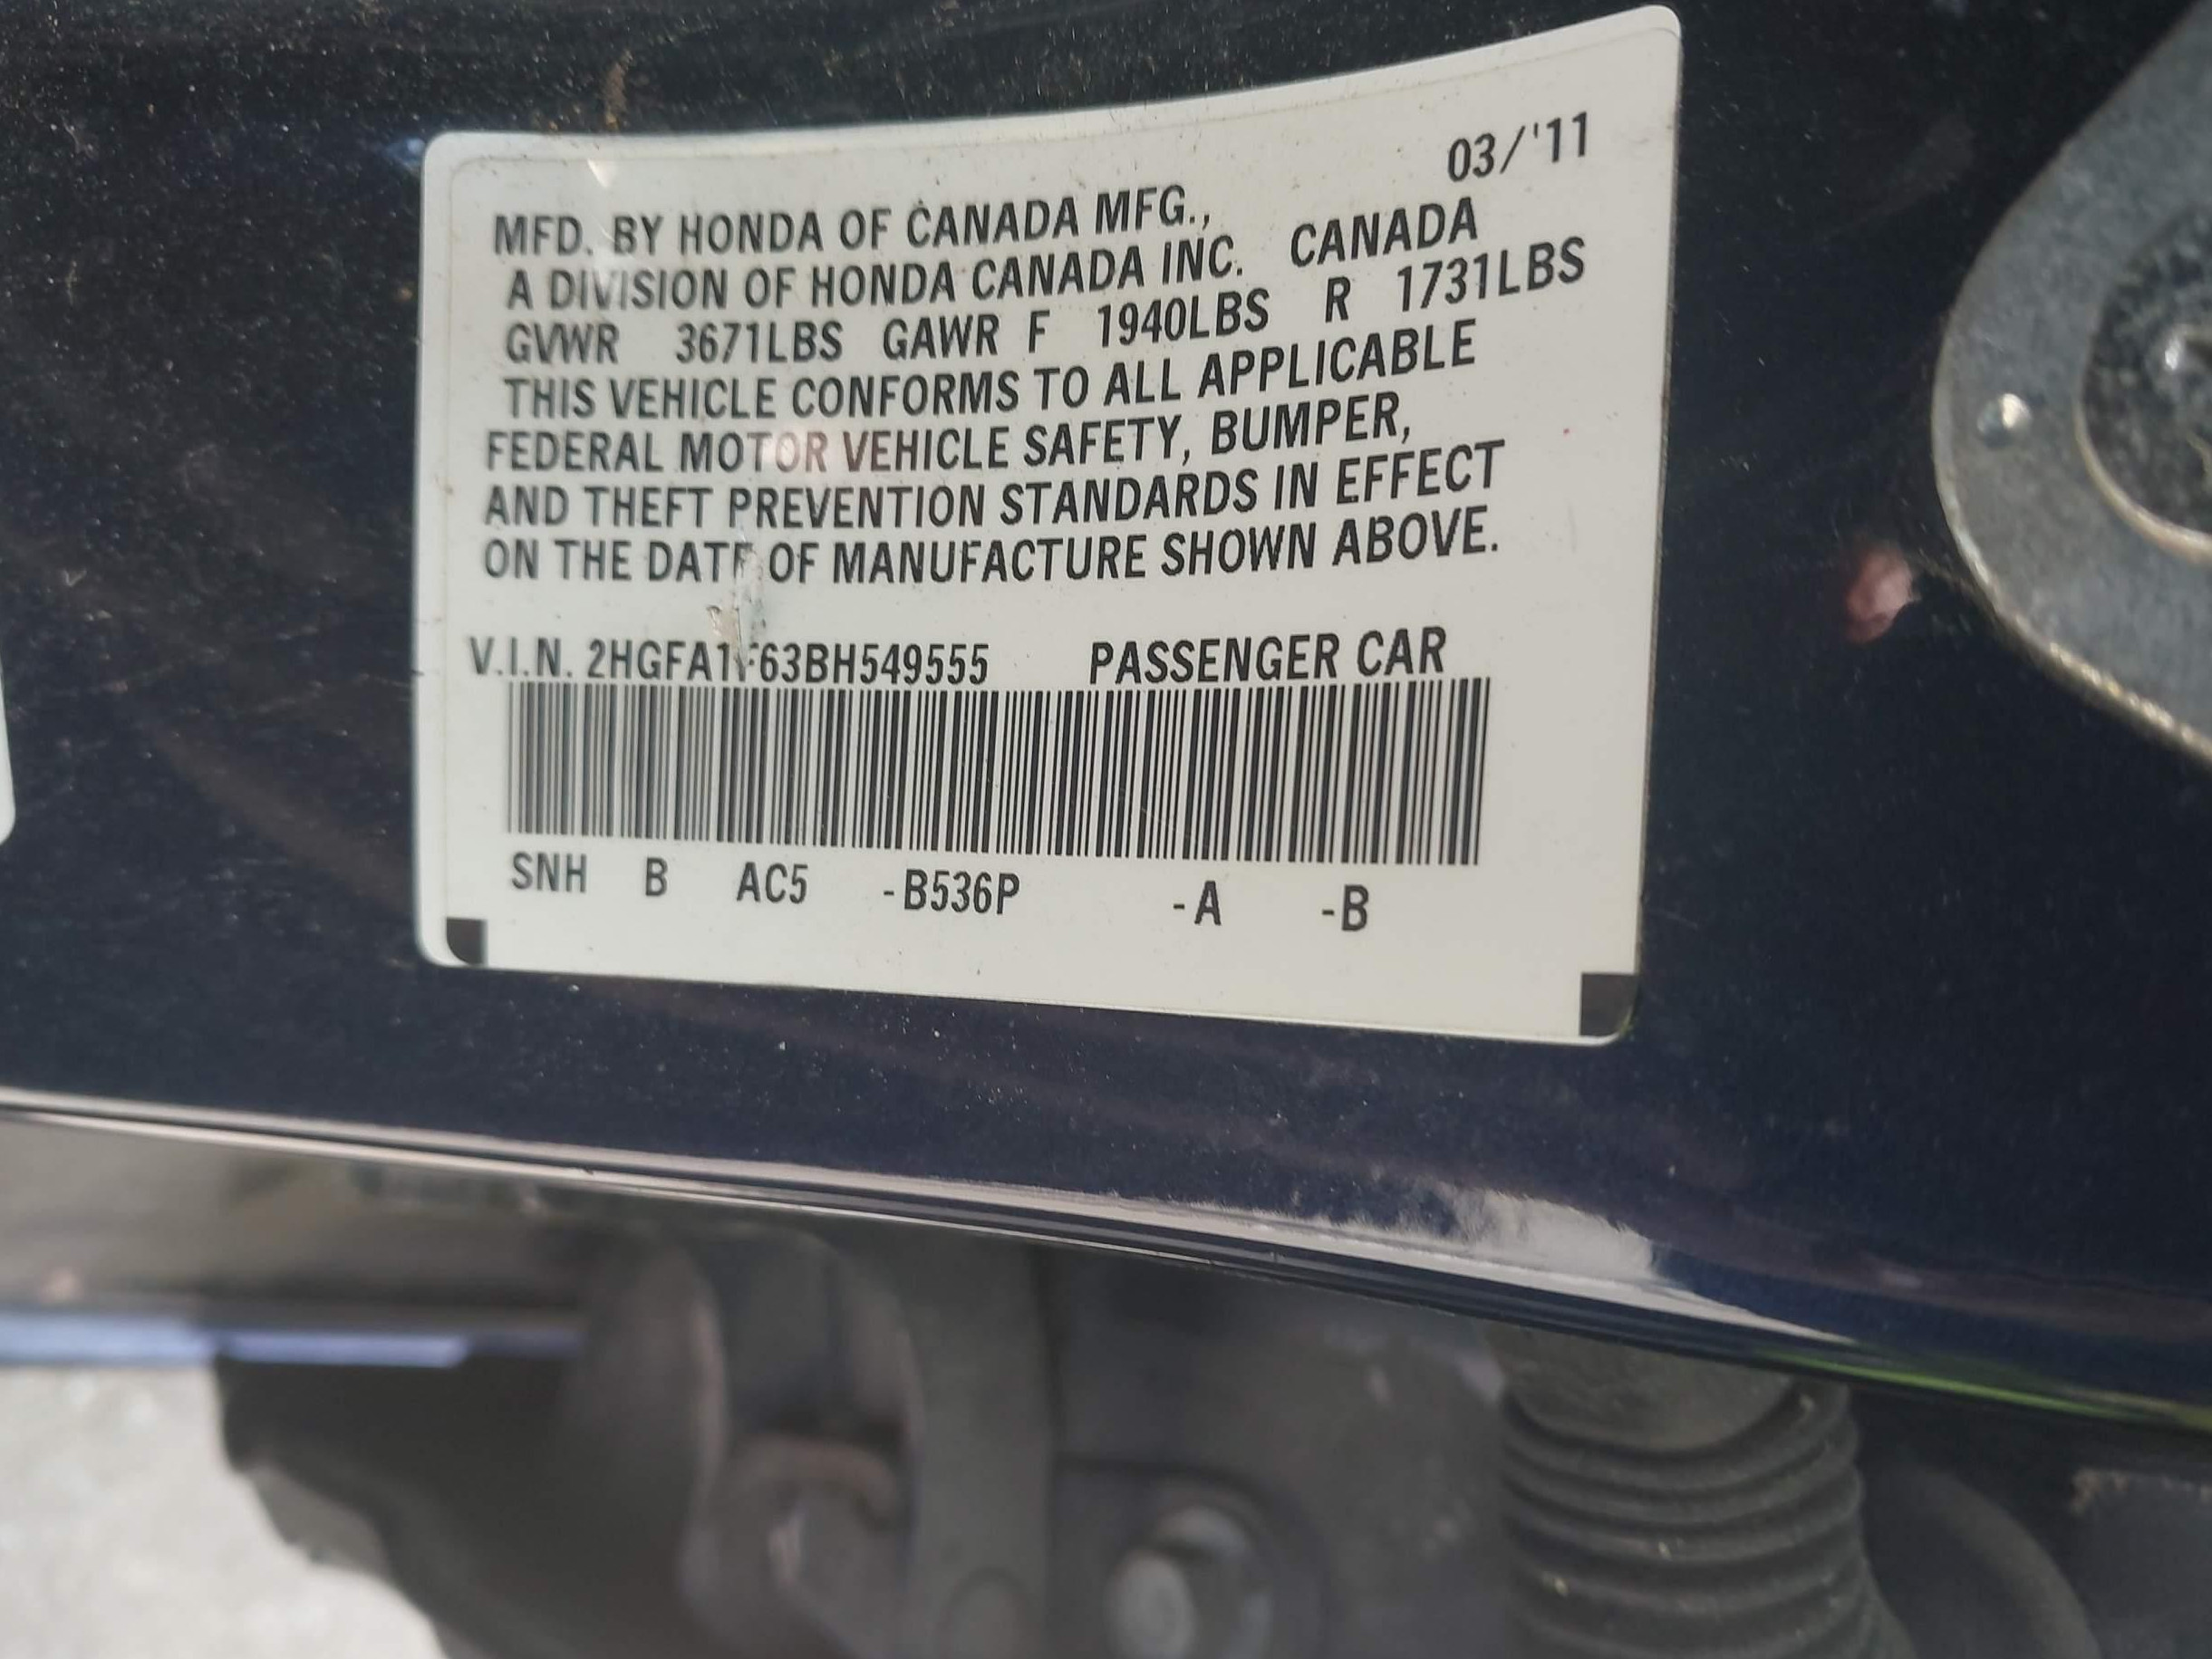 03/'11
MFD. BY HONDA OF CANADA MFG.,
A DIVISION OF HONDA CANADA INC. CANADA
GVWR 3671LBS GAWR F 1940LBS R 1731LBS
THIS VEHICLE CONFORMS TO ALL APPLICABLE
FEDERAL MOTOR VEHICLE SAFETY, BUMPER,
AND THEFT PREVENTION STANDARDS IN EFFECT
ON THE DATE OF MANUFACTURE SHOWN ABOVE.
V.I.N. 2HGFA1F63BH549555 PASSENGER CAR
SNH B AC5 -B536P -A -B